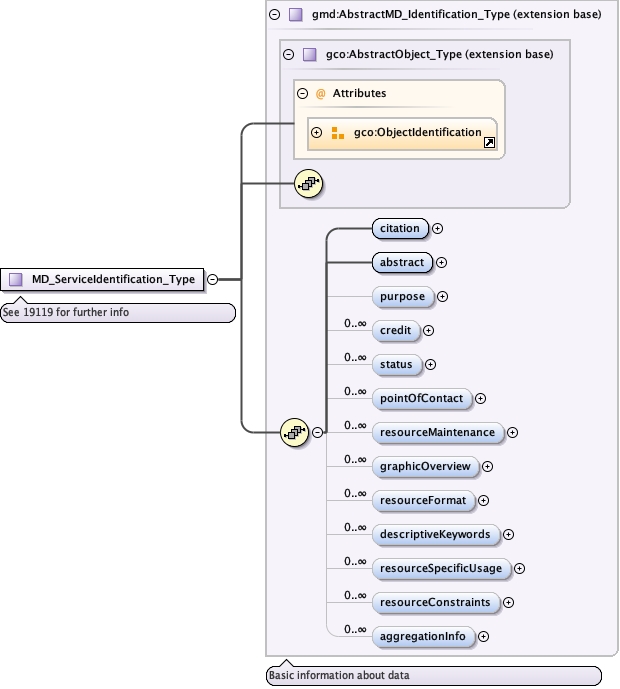 gmd:AbstractMD_Identification_Type (extension base)
gco:AbstractObject_Type (extension base)
@ Attributes
gco:ObjectIdentification
citation
abstract
MD_ServiceIdentification_Type
See 19119 for further info
purpose
0..∞
credit
0..∞
status
0..∞
pointOfContact
0..∞
resourceMaintenance
0..∞
graphicOverview
0..∞
resourceFormat
0..∞
descriptiveKeywords
0..∞
resourceSpecificUsage
0..∞
resourceConstraints
0..∞
aggregationInfo
Basic information about data